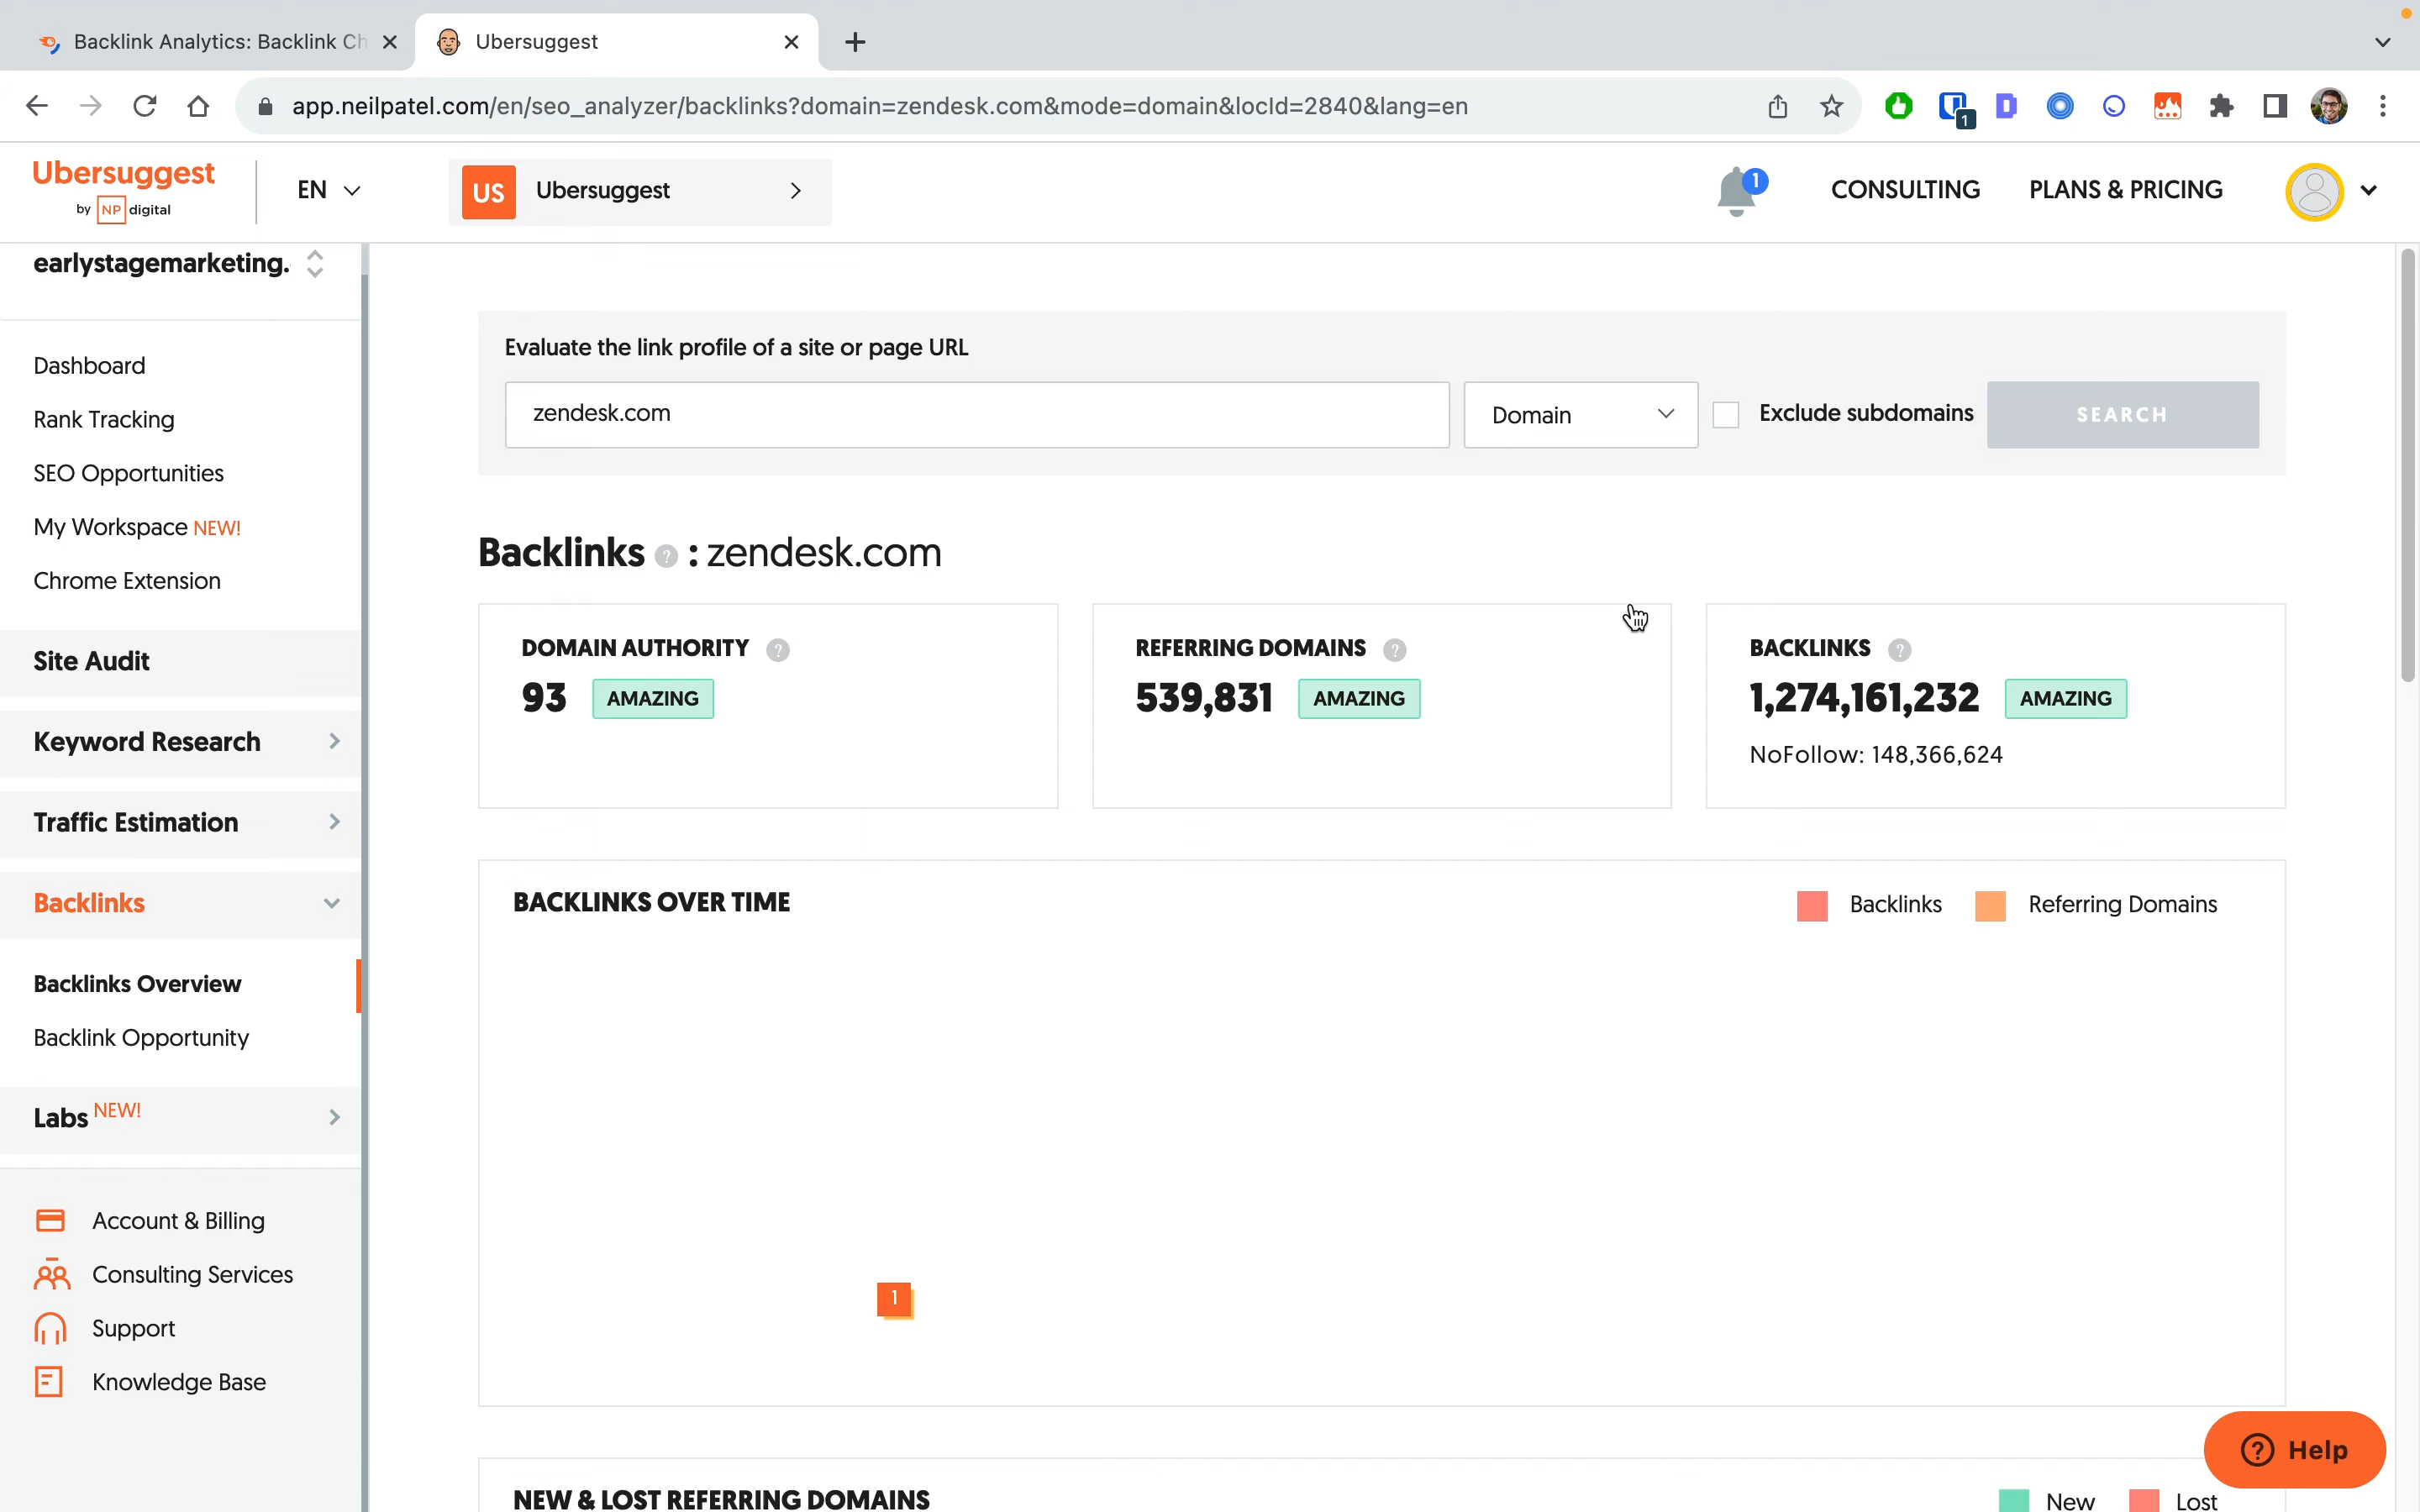 Backlink Analytics: Backlink Ch
Ubersuggest
app.neilpatel.com/en/seo_analyzer/backlinks?domain=zendesk.com&mode=domain&locId=2840&lang=en
1
Ubersuggest
by NP digital
EN
US
Ubersuggest
1
CONSULTING
PLANS & PRICING
earlystagemarketing.
Dashboard
Rank Tracking
SEO Opportunities
My Workspace NEW!
Chrome Extension
Site Audit
Keyword Research
Traffic Estimation
Backlinks
Backlinks Overview
Backlink Opportunity
Labs NEW!
Account & Billing
Consulting Services
Support
Knowledge Base
Evaluate the link profile of a site or page URL
zendesk.com
Domain
Exclude subdomains
SEARCH
Backlinks ? : zendesk.com
DOMAIN AUTHORITY ?
93 AMAZING
REFERRING DOMAINS ?
539,831 AMAZING
BACKLINKS ?
1,274,161,232 AMAZING
NoFollow: 148,366,624
BACKLINKS OVER TIME
Backlinks
Referring Domains
1
NEW & LOST REFERRING DOMAINS
New
Lost
? Help